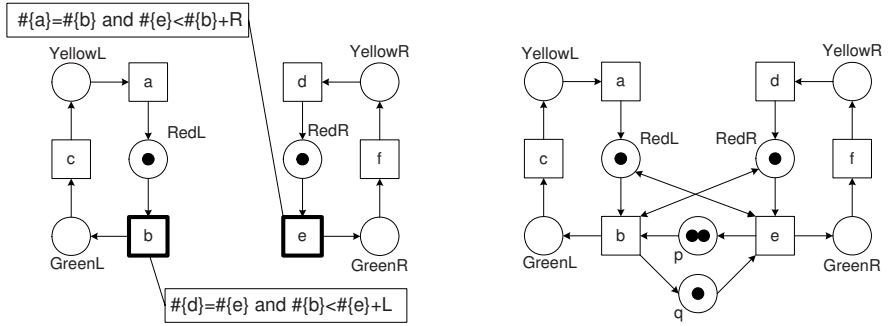 #{a}=#{b} and #{e}<#{b}+R
YellowL
a
d
YellowR
RedL
RedR
c
f
b
e
GreenL
GreenR
#{d}=#{e} and #{b}<#{e}+L
YellowL
a
d
YellowR
RedL
RedR
c
f
b
p
e
GreenL
GreenR
q